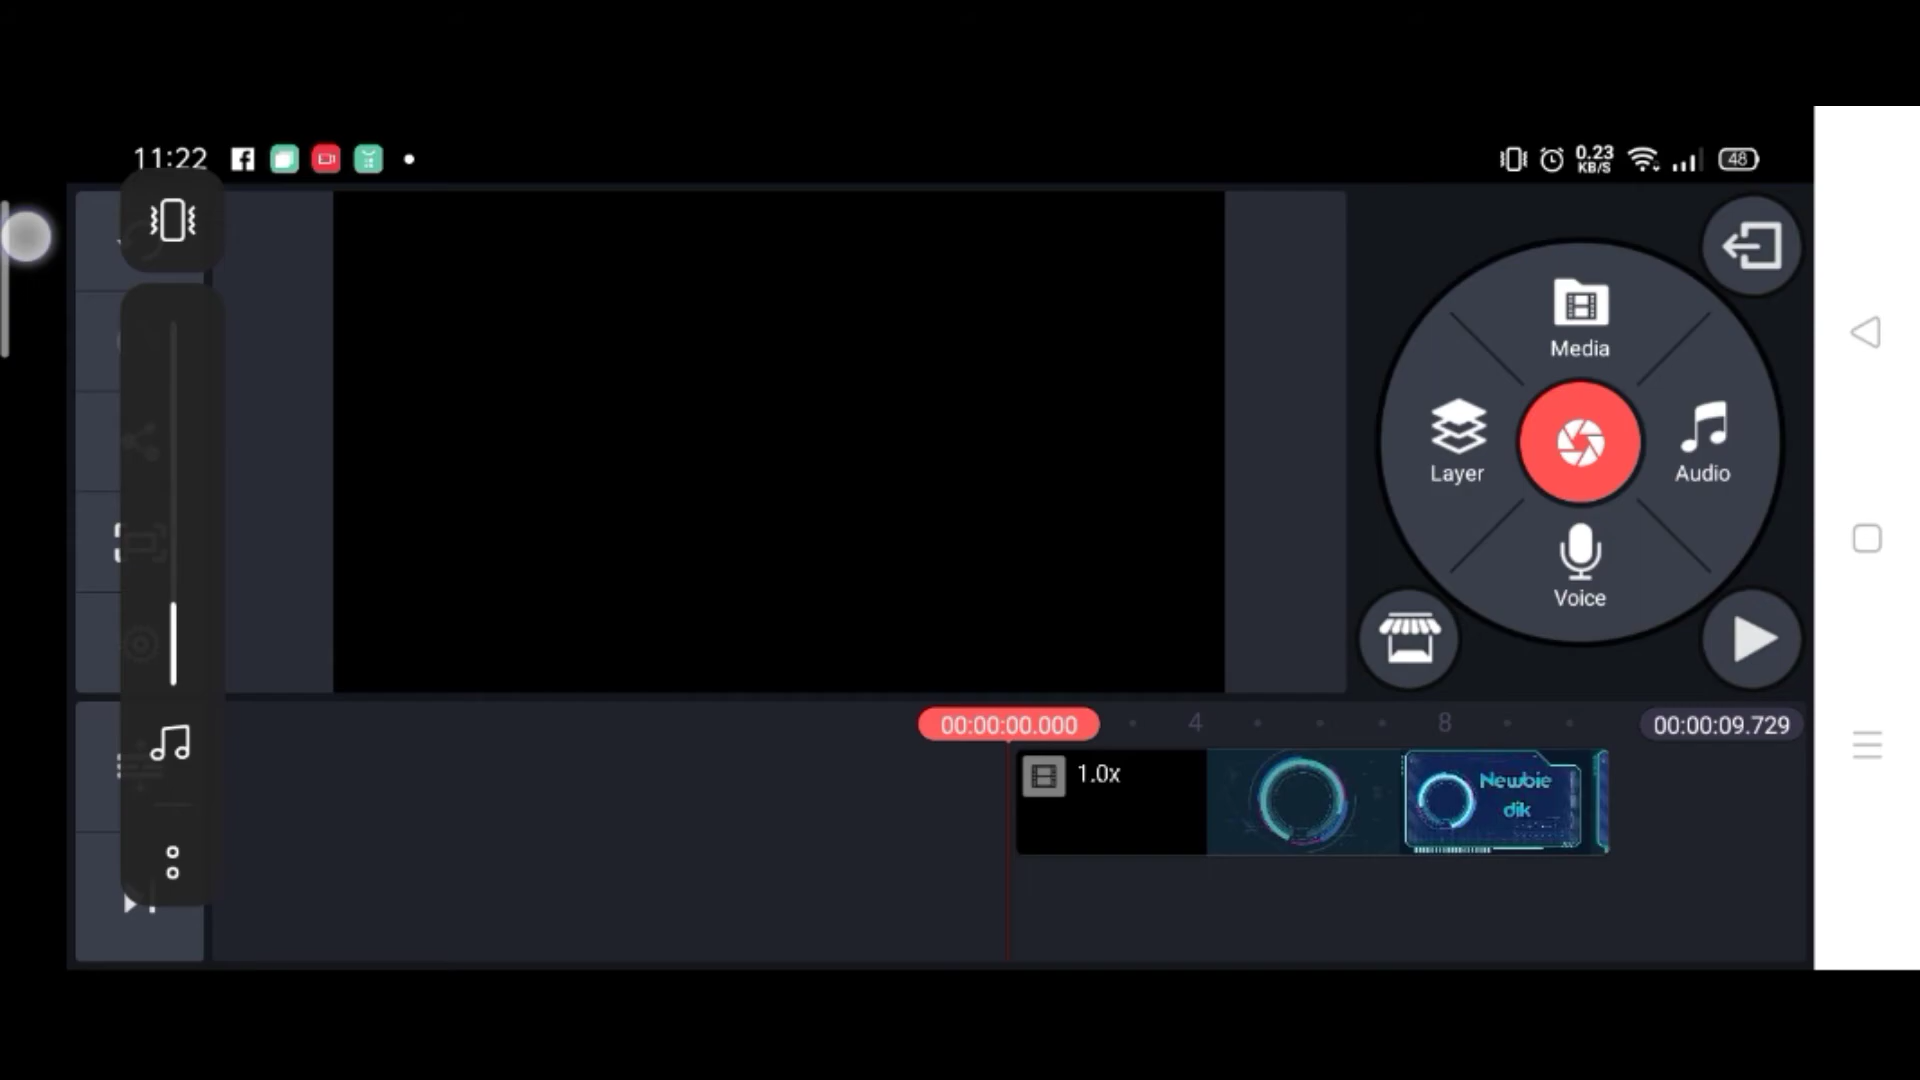 11:22
0.23
KB/S
48
Media
Layer
Audio
Voice
00:00:00.000
4
8
00:00:09.729
1.0x
Newbie
dik